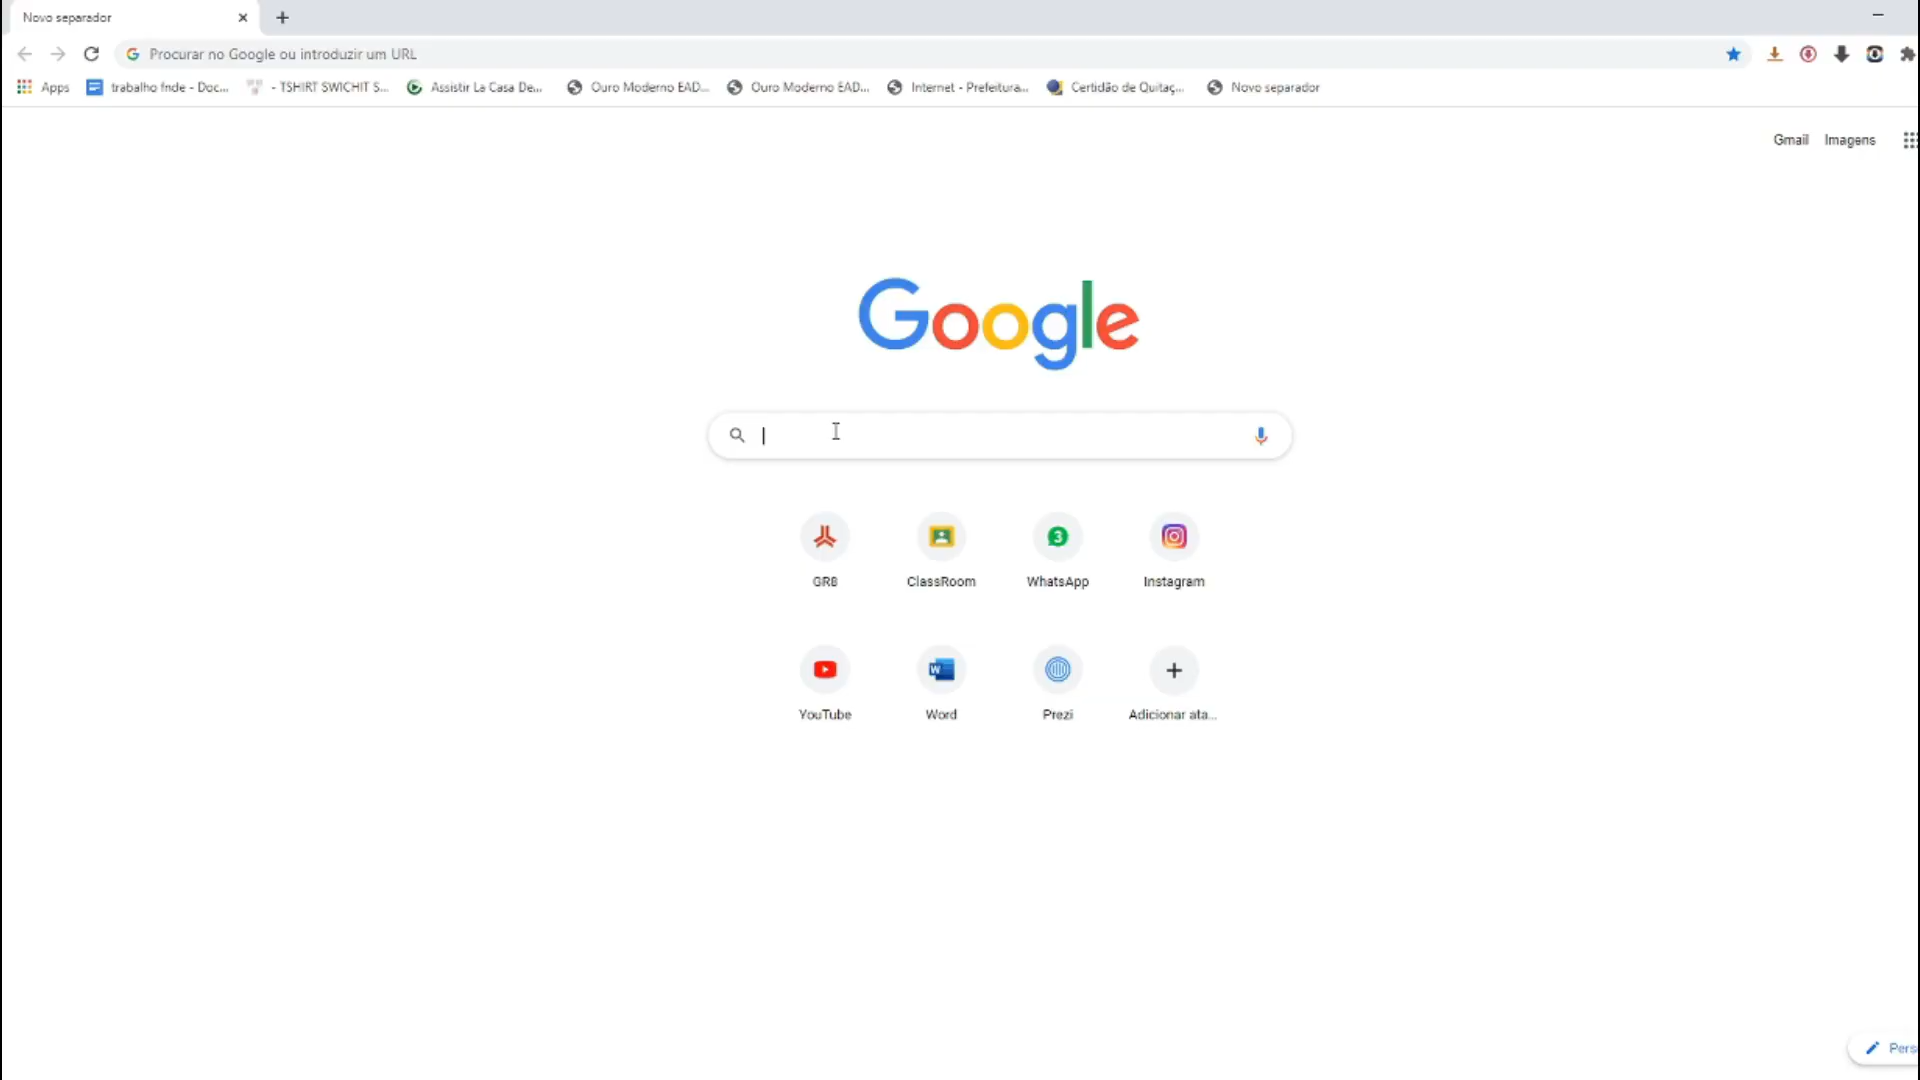 Novo separador
Procurar no Google ou introduzir um URL
Apps trabalho fnde - Doc... - TSHIRT SWICHIT S... Assistir La Casa De... Ouro Moderno EAD... Ouro Moderno EAD... Internet - Prefeitura... Certidão de Quitaç... Novo separador
Gmail Imagens
Google
GR8 ClassRoom WhatsApp Instagram
YouTube Word Prezi Adicionar ata...
Pers